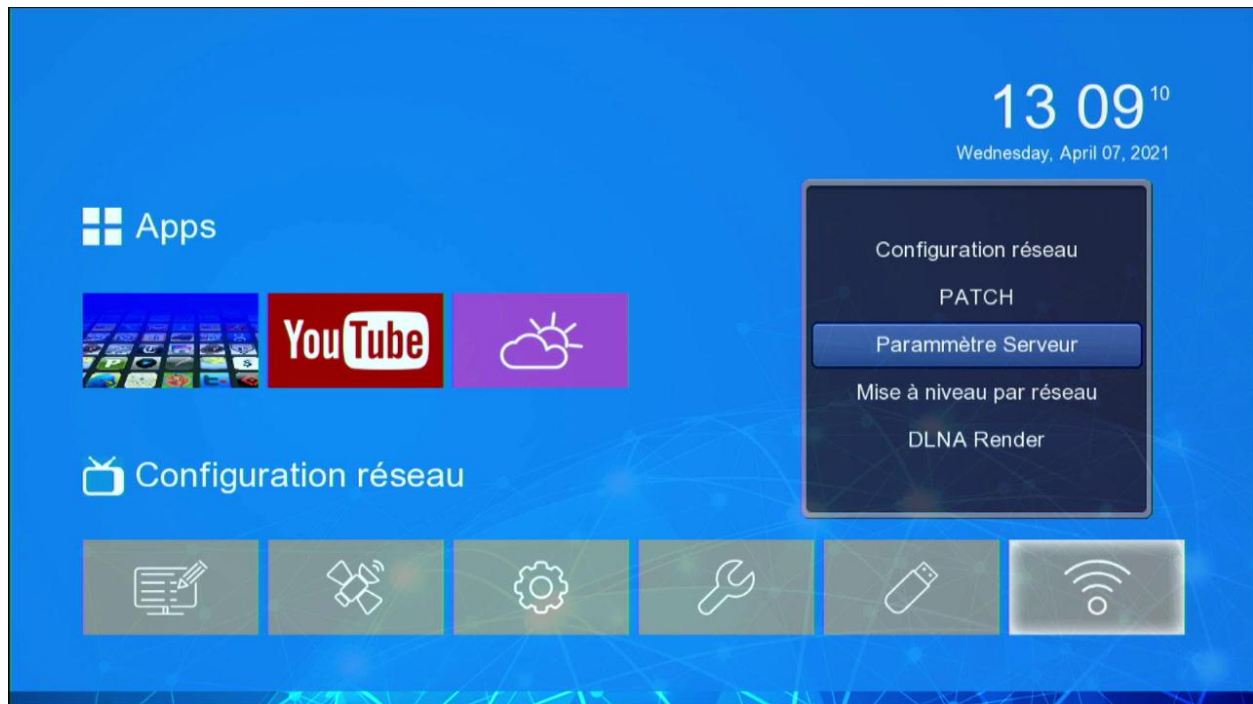 13 09 10
Wednesday, April 07, 2021
Apps
YouTube
Configuration réseau
PATCH
Parammètre Serveur
Mise à niveau par réseau
DLNA Render
Configuration réseau